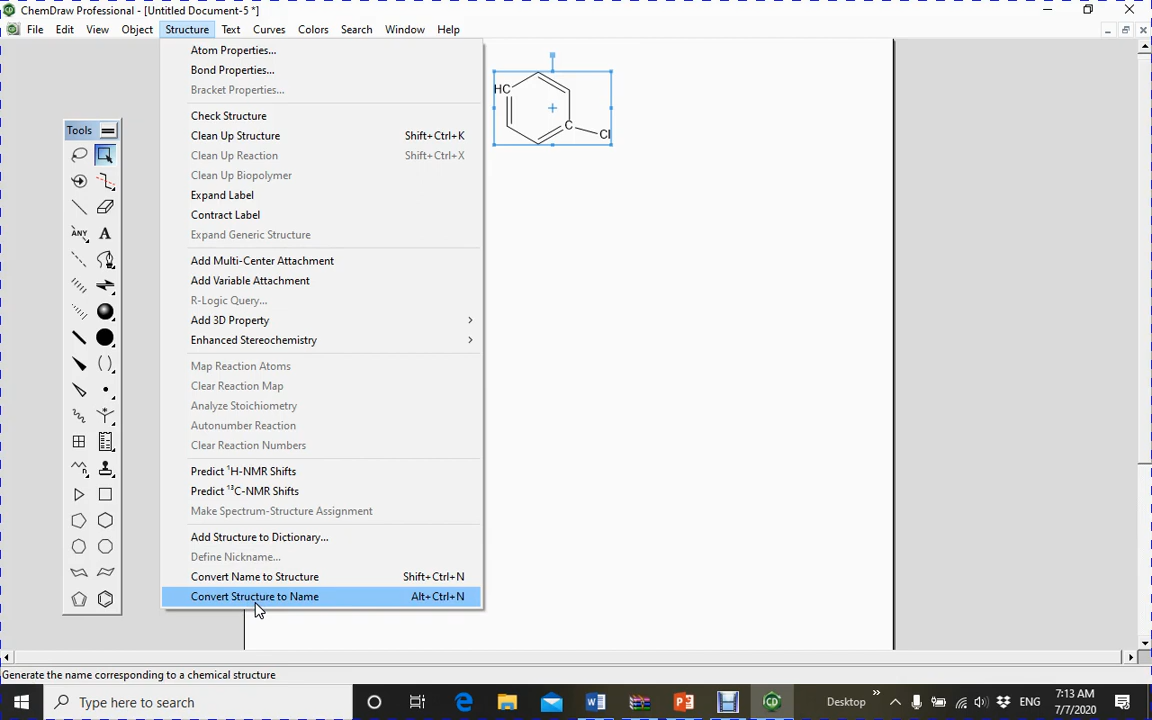 ChemDraw Professional - [Untitled Document-5 *]
File Edit View Object Structure Text Curves Colors Search Window Help
Atom Properties...
Bond Properties...
Bracket Properties...
Check Structure
Clean Up Structure Shift+Ctrl+K
Clean Up Reaction Shift+Ctrl+X
Clean Up Biopolymer
Expand Label
Contract Label
Expand Generic Structure
Add Multi-Center Attachment
Add Variable Attachment
R-Logic Query...
Add 3D Property
Enhanced Stereochemistry
Map Reaction Atoms
Clear Reaction Map
Analyze Stoichiometry
Autonumber Reaction
Clear Reaction Numbers
Predict 1H-NMR Shifts
Predict 13C-NMR Shifts
Make Spectrum-Structure Assignment
Add Structure to Dictionary...
Define Nickname...
Convert Name to Structure Shift+Ctrl+N
Convert Structure to Name Alt+Ctrl+N
Tools
ANY
A
HC
C
Cl
Generate the name corresponding to a chemical structure
Type here to search
Desktop
ENG
7:13 AM
7/7/2020